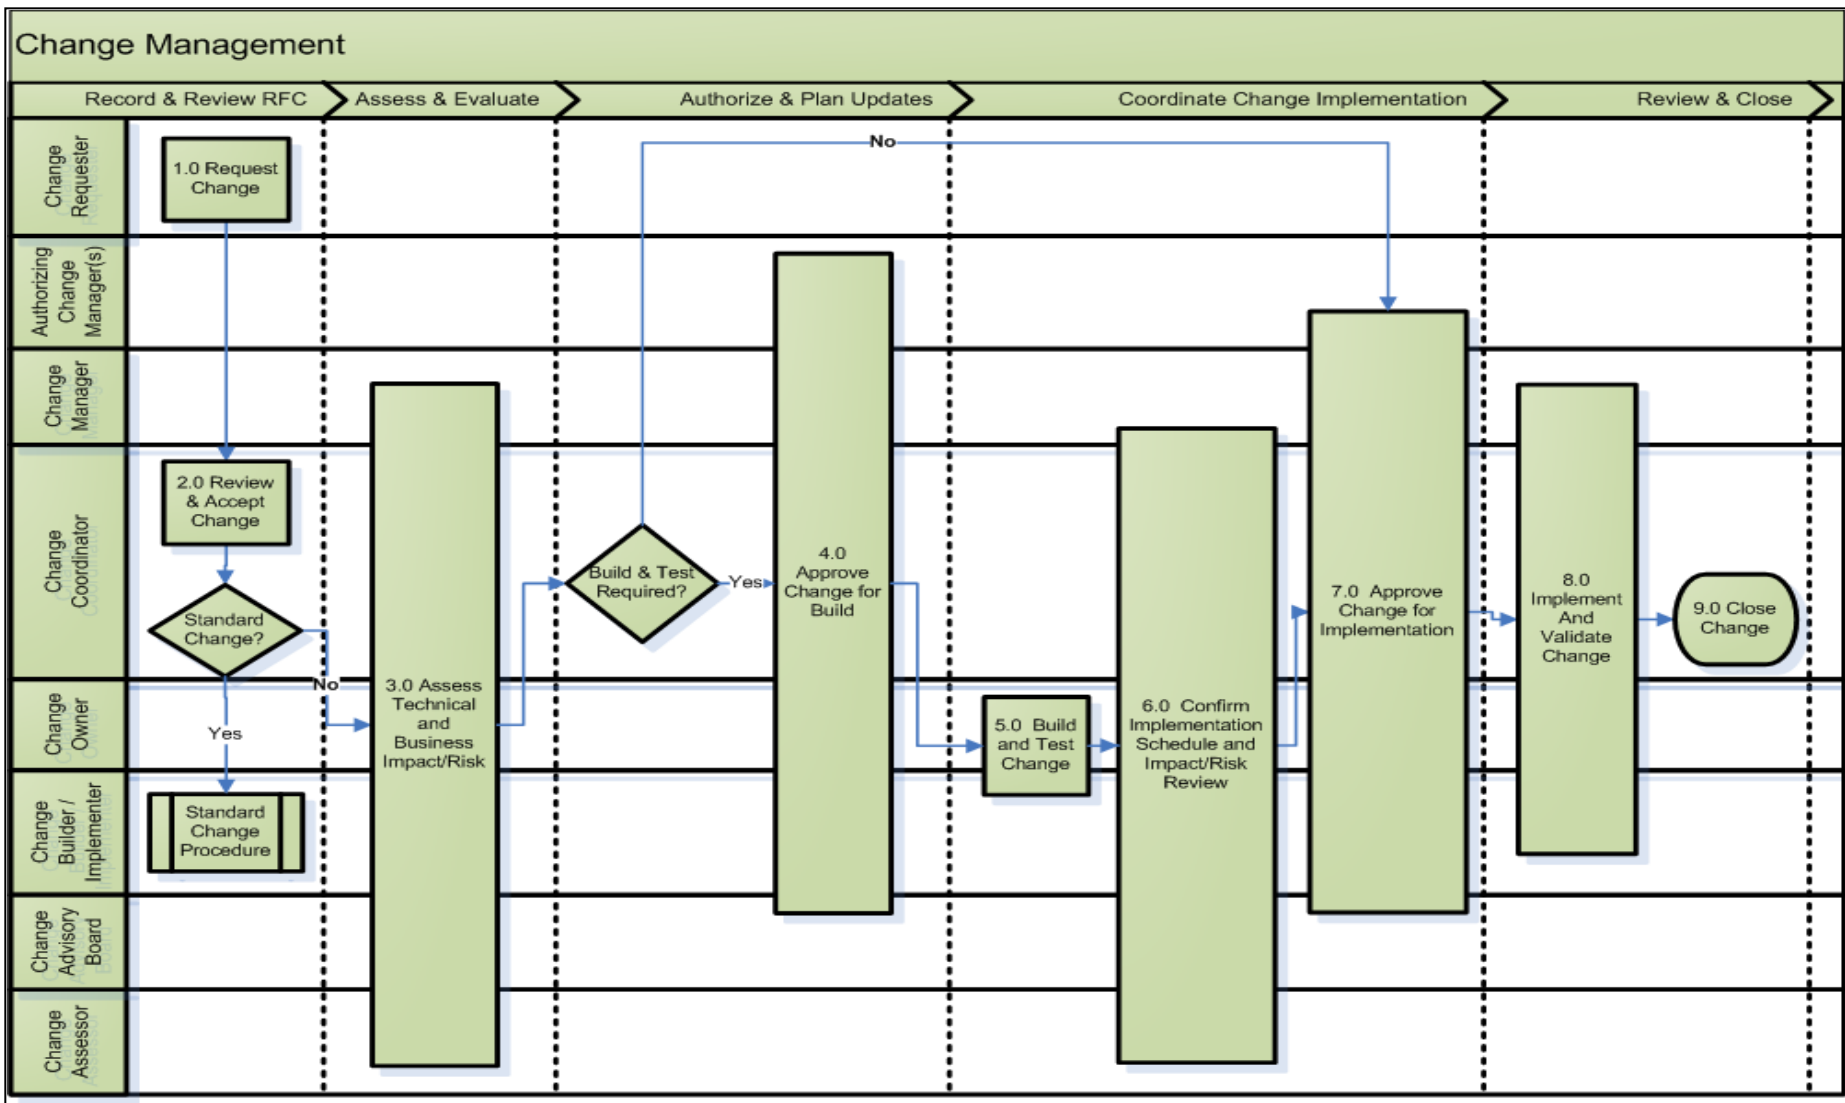 Change Management
Record & Review RFC
Assess & Evaluate
Authorize & Plan Updates
Coordinate Change Implementation
Review & Close
Change
Requester
1.0 Request
Change
No
Authorizing
Change
Manager(s)
Change
Manager
Change
Coordinator
2.0 Review
& Accept
Change
Standard
Change?
No
Yes
Build & Test
Required?
Yes
4.0
Approve
Change for
Build
7.0 Approve
Change for
Implementation
8.0
Implement
And
Validate
Change
9.0 Close
Change
Change
Owner
3.0 Assess
Technical
and
Business
Impact/Risk
5.0 Build
and Test
Change
6.0 Confirm
Implementation
Schedule and
Impact/Risk
Review
Change
Builder /
Implementer
Standard
Change
Procedure
Change
Advisory
Board
Change
Assessor